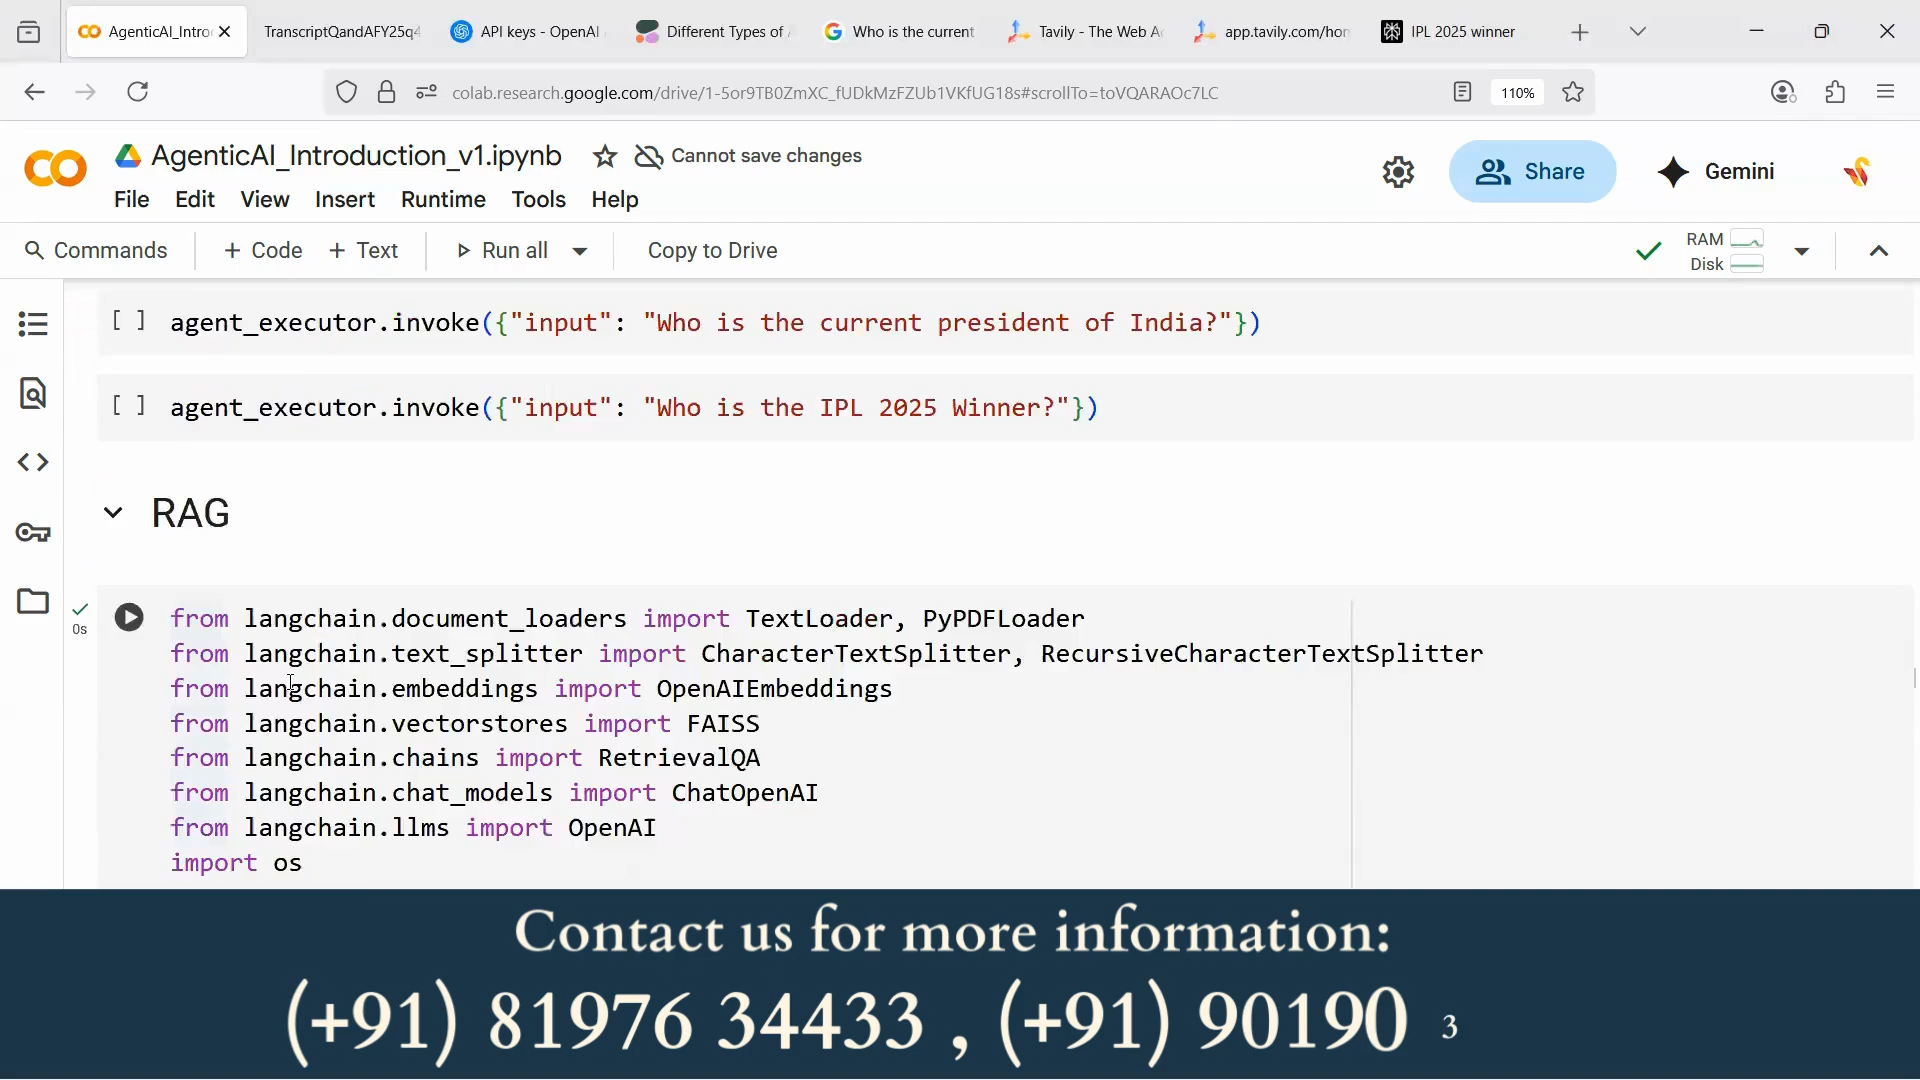 AgenticAI_Intro
TranscriptQandAFY25q4
API keys - OpenAI
Different Types of
Who is the current
Tavily - The Web A
app.tavily.com/ho
IPL 2025 winner
colab.research.google.com/drive/1-5or9TB0ZmXC_fUDkMzFZUb1VKfUG18s#scrollTo=toVQARAOc7LC
110%
AgenticAI_Introduction_v1.ipynb
Cannot save changes
File Edit View Insert Runtime Tools Help
Share
Gemini
Commands
+ Code + Text
Run all
Copy to Drive
RAM
Disk
[ ] agent_executor.invoke({"input": "Who is the current president of India?"})
[ ] agent_executor.invoke({"input": "Who is the IPL 2025 Winner?"})
RAG
0s
from langchain.document_loaders import TextLoader, PyPDFLoader
from langchain.text_splitter import CharacterTextSplitter, RecursiveCharacterTextSplitter
from langchain.embeddings import OpenAIEmbeddings
from langchain.vectorstores import FAISS
from langchain.chains import RetrievalQA
from langchain.chat_models import ChatOpenAI
from langchain.llms import OpenAI
import os
Contact us for more information:
(+91) 81976 34433 , (+91) 90190 3